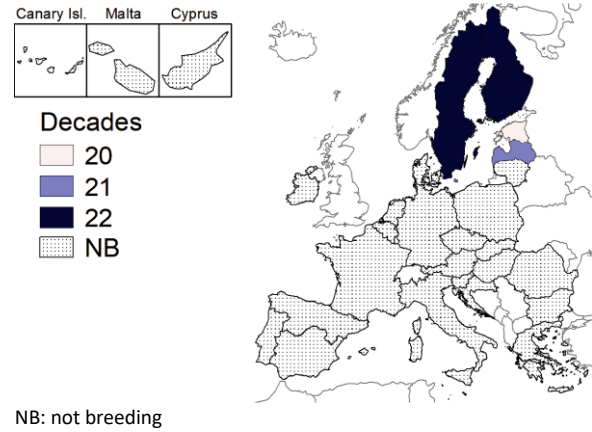 Canary Isl. Malta Cyprus
Decades
20
21
22
NB
NB: not breeding